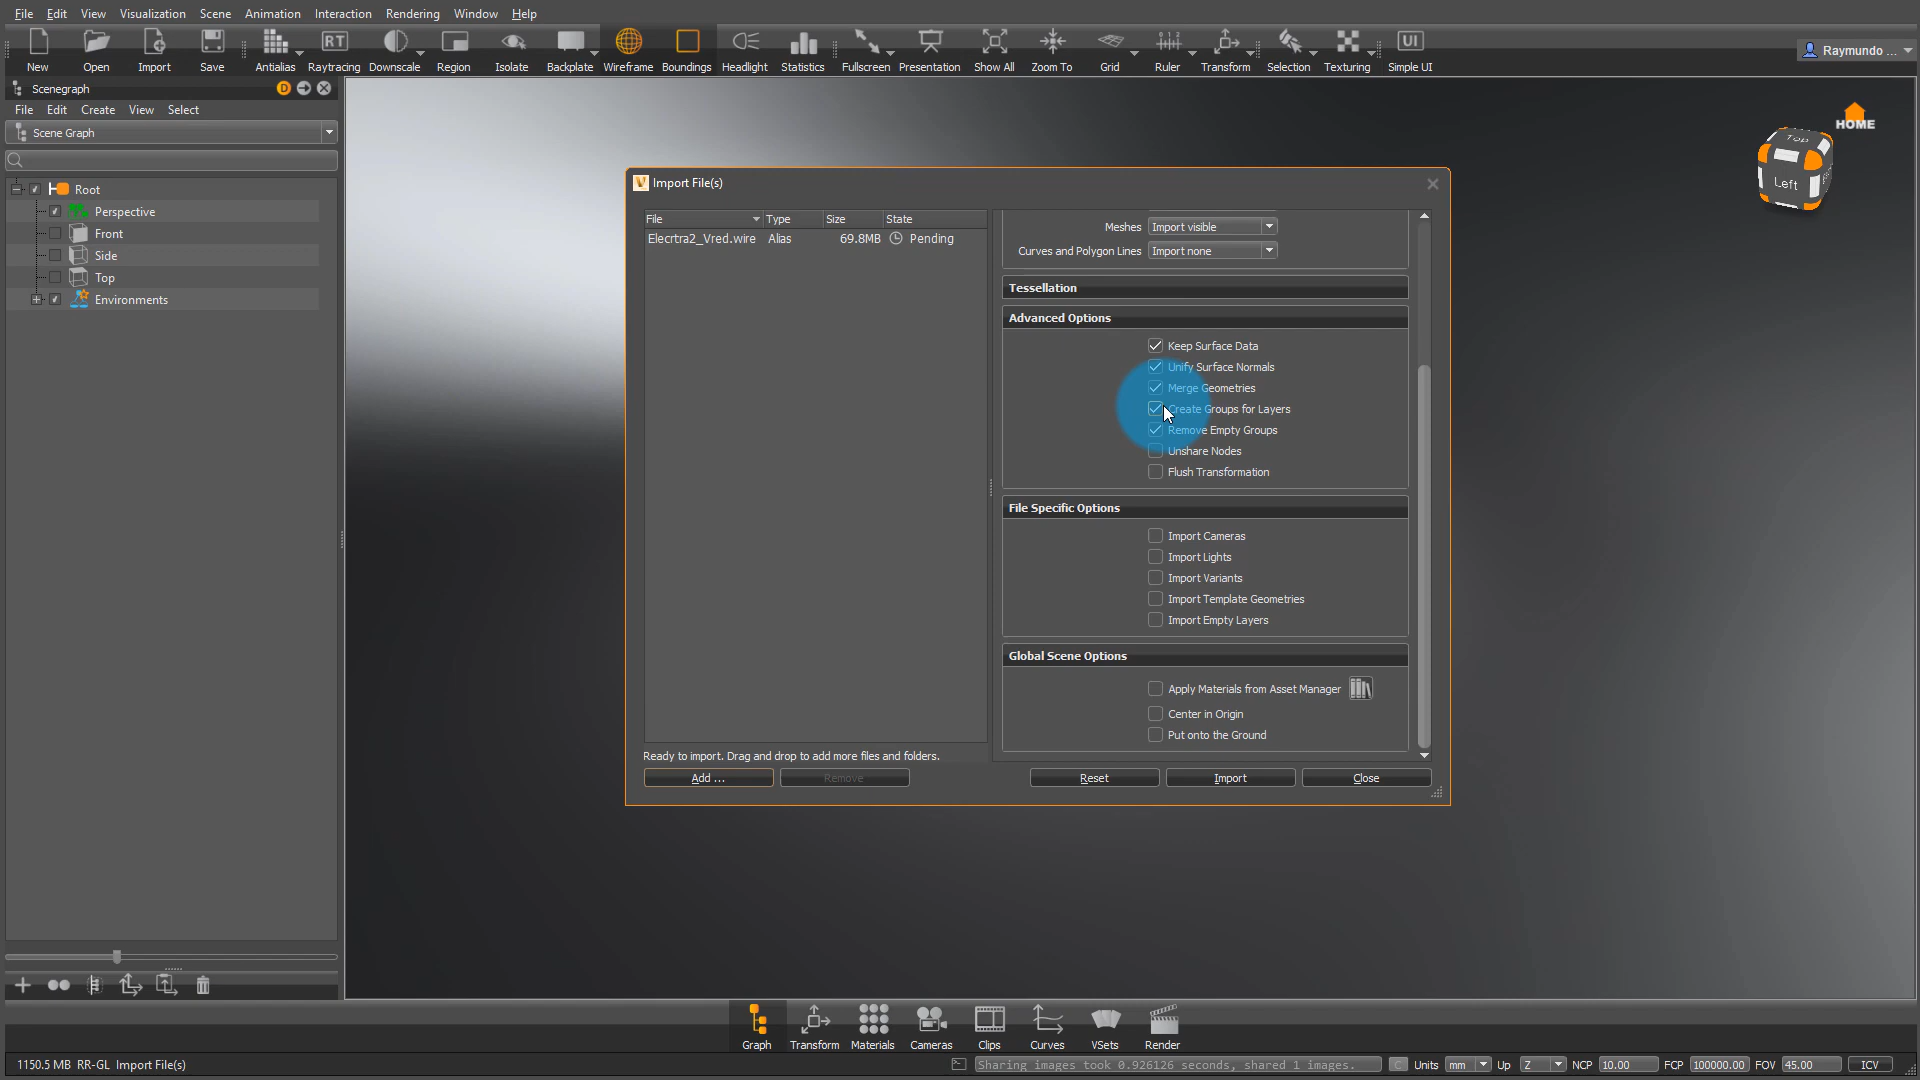 File Edit View Visualization Scene Animation Interaction Rendering Window Help
New Open Import Save Antialias Raytracing Downscale Region Isolate Backplate Wireframe Boundings Headlight Statistics Fullscreen Presentation Show All Zoom To Grid Ruler Transform Selection Texturing Simple UI
RT
UI
Raymundo ...
Scenegraph
D
File Edit Create View Select
Scene Graph
Root
Perspective
Front
Side
Top
Environments
HOME
Top
Left
Import File(s)
File Type Size State
Elecrtra2_Vred.wire Alias 69.8MB Pending
Meshes Import visible
Curves and Polygon Lines Import none
Tessellation
Advanced Options
Keep Surface Data
Unify Surface Normals
Merge Geometries
Create Groups for Layers
Remove Empty Groups
Unshare Nodes
Flush Transformation
File Specific Options
Import Cameras
Import Lights
Import Variants
Import Template Geometries
Import Empty Layers
Global Scene Options
Apply Materials from Asset Manager
Center in Origin
Put onto the Ground
Ready to import. Drag and drop to add more files and folders.
Add ... Remove Reset Import Close
Graph Transform Materials Cameras Clips Curves VSets Render
1150.5 MB RR-GL Import File(s) Sharing images took 0.926126 seconds, shared 1 images. C Units mm Up Z NCP 10.00 FCP 100000.00 FOV 45.00 ICV